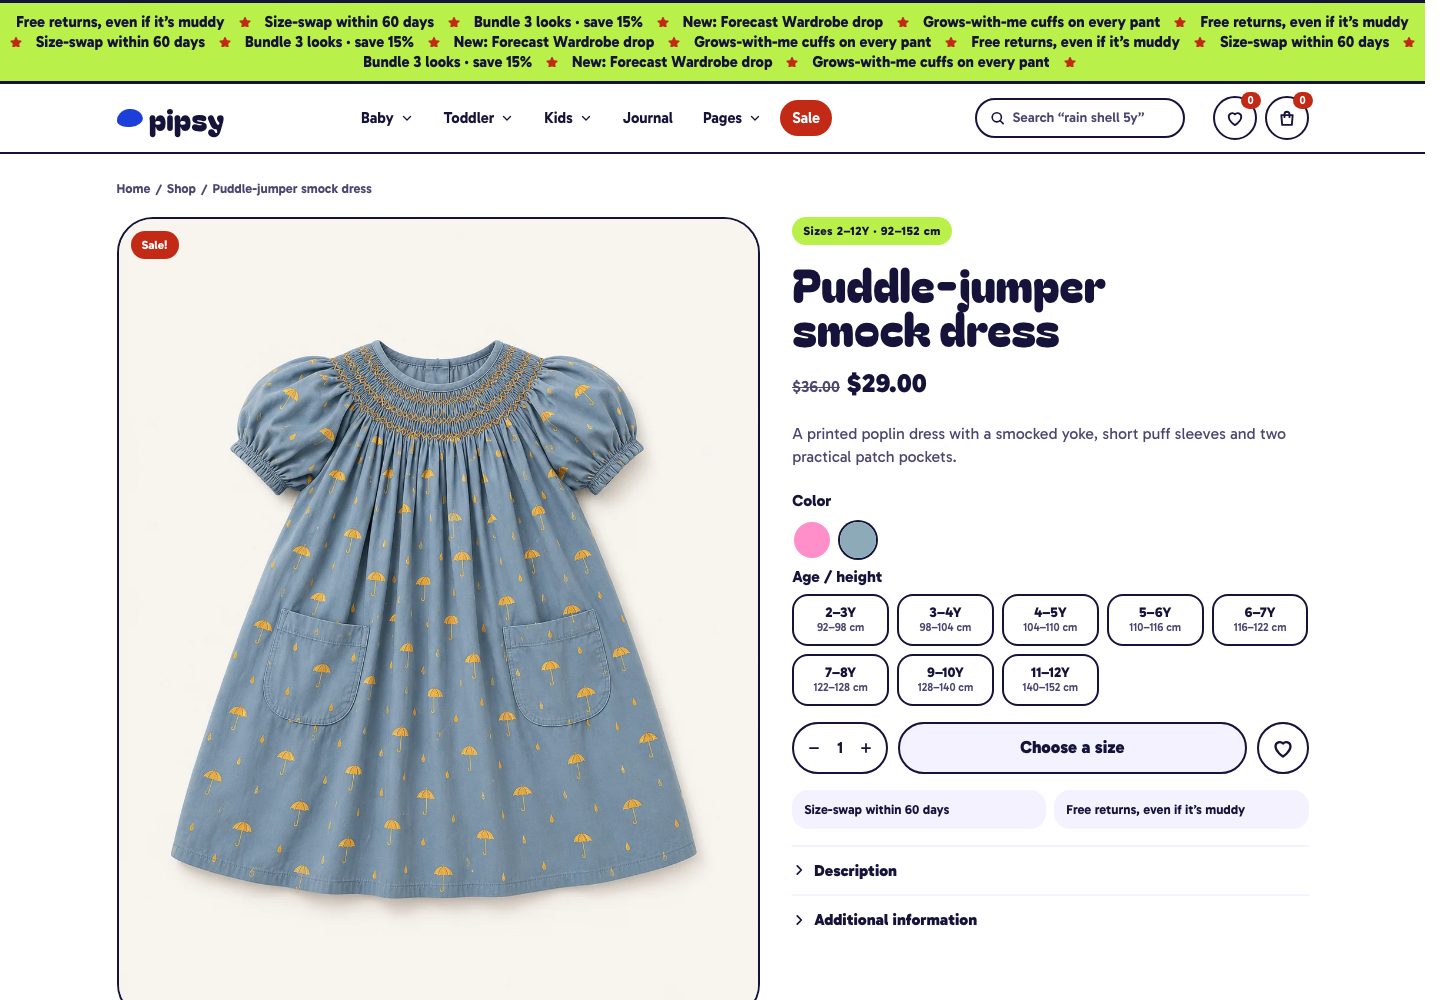 Free returns, even if it’s muddy ★ Size-swap within 60 days ★ Bundle 3 looks · save 15% ★ New: Forecast Wardrobe drop ★ Grows-with-me cuffs on every pant ★ Free returns, even if it’s muddy
★ Size-swap within 60 days ★ Bundle 3 looks · save 15% ★ New: Forecast Wardrobe drop ★ Grows-with-me cuffs on every pant ★ Free returns, even if it’s muddy ★ Size-swap within 60 days ★
Bundle 3 looks · save 15% ★ New: Forecast Wardrobe drop ★ Grows-with-me cuffs on every pant ★
pipsy
Baby Toddler Kids Journal Pages Sale
Search “rain shell 5y”
0 0
Home / Shop / Puddle-jumper smock dress
Sale!
Sizes 2–12Y · 92–152 cm
Puddle-jumper
smock dress
$36.00 $29.00
A printed poplin dress with a smocked yoke, short puff sleeves and two
practical patch pockets.
Color
Age / height
2–3Y 3–4Y 4–5Y 5–6Y 6–7Y
92–98 cm 98–104 cm 104–110 cm 110–116 cm 116–122 cm
7–8Y 9–10Y 11–12Y
122–128 cm 128–140 cm 140–152 cm
− 1 + Choose a size
Size-swap within 60 days Free returns, even if it’s muddy
Description
Additional information